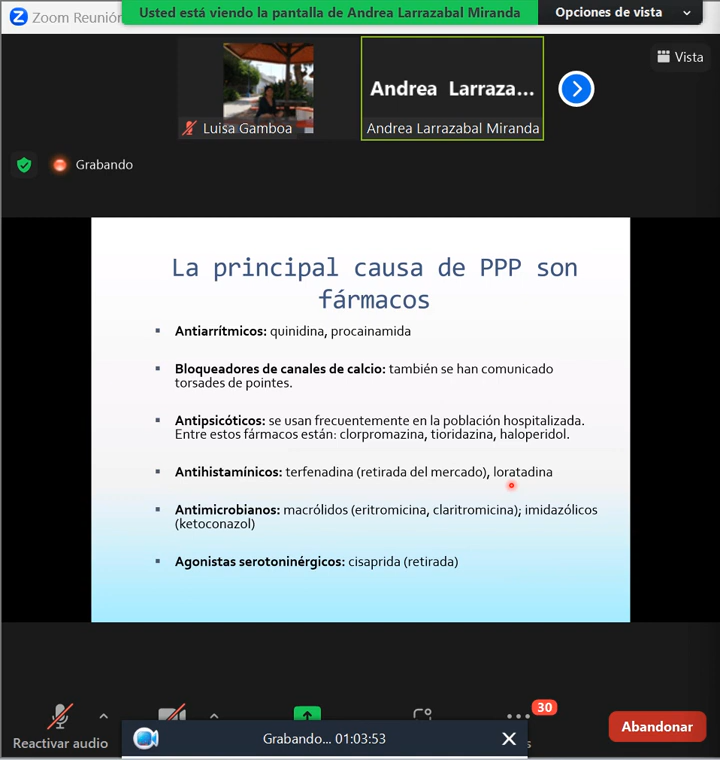 Zoom Reunión
Usted está viendo la pantalla de Andrea Larrazabal Miranda
Opciones de vista
Vista
Luisa Gamboa
Andrea Larraza...
Andrea Larrazabal Miranda
Grabando
La principal causa de PPP son
fármacos
▪ Antiarrítmicos: quinidina, procainamida
▪ Bloqueadores de canales de calcio: también se han comunicado
torsades de pointes.
▪ Antipsicóticos: se usan frecuentemente en la población hospitalizada.
Entre estos fármacos están: clorpromazina, tioridazina, haloperidol.
▪ Antihistamínicos: terfenadina (retirada del mercado), loratadina
▪ Antimicrobianos: macrólidos (eritromicina, claritromicina); imidazólicos
(ketoconazol)
▪ Agonistas serotoninérgicos: cisaprida (retirada)
30
Reactivar audio
Grabando... 01:03:53
Abandonar